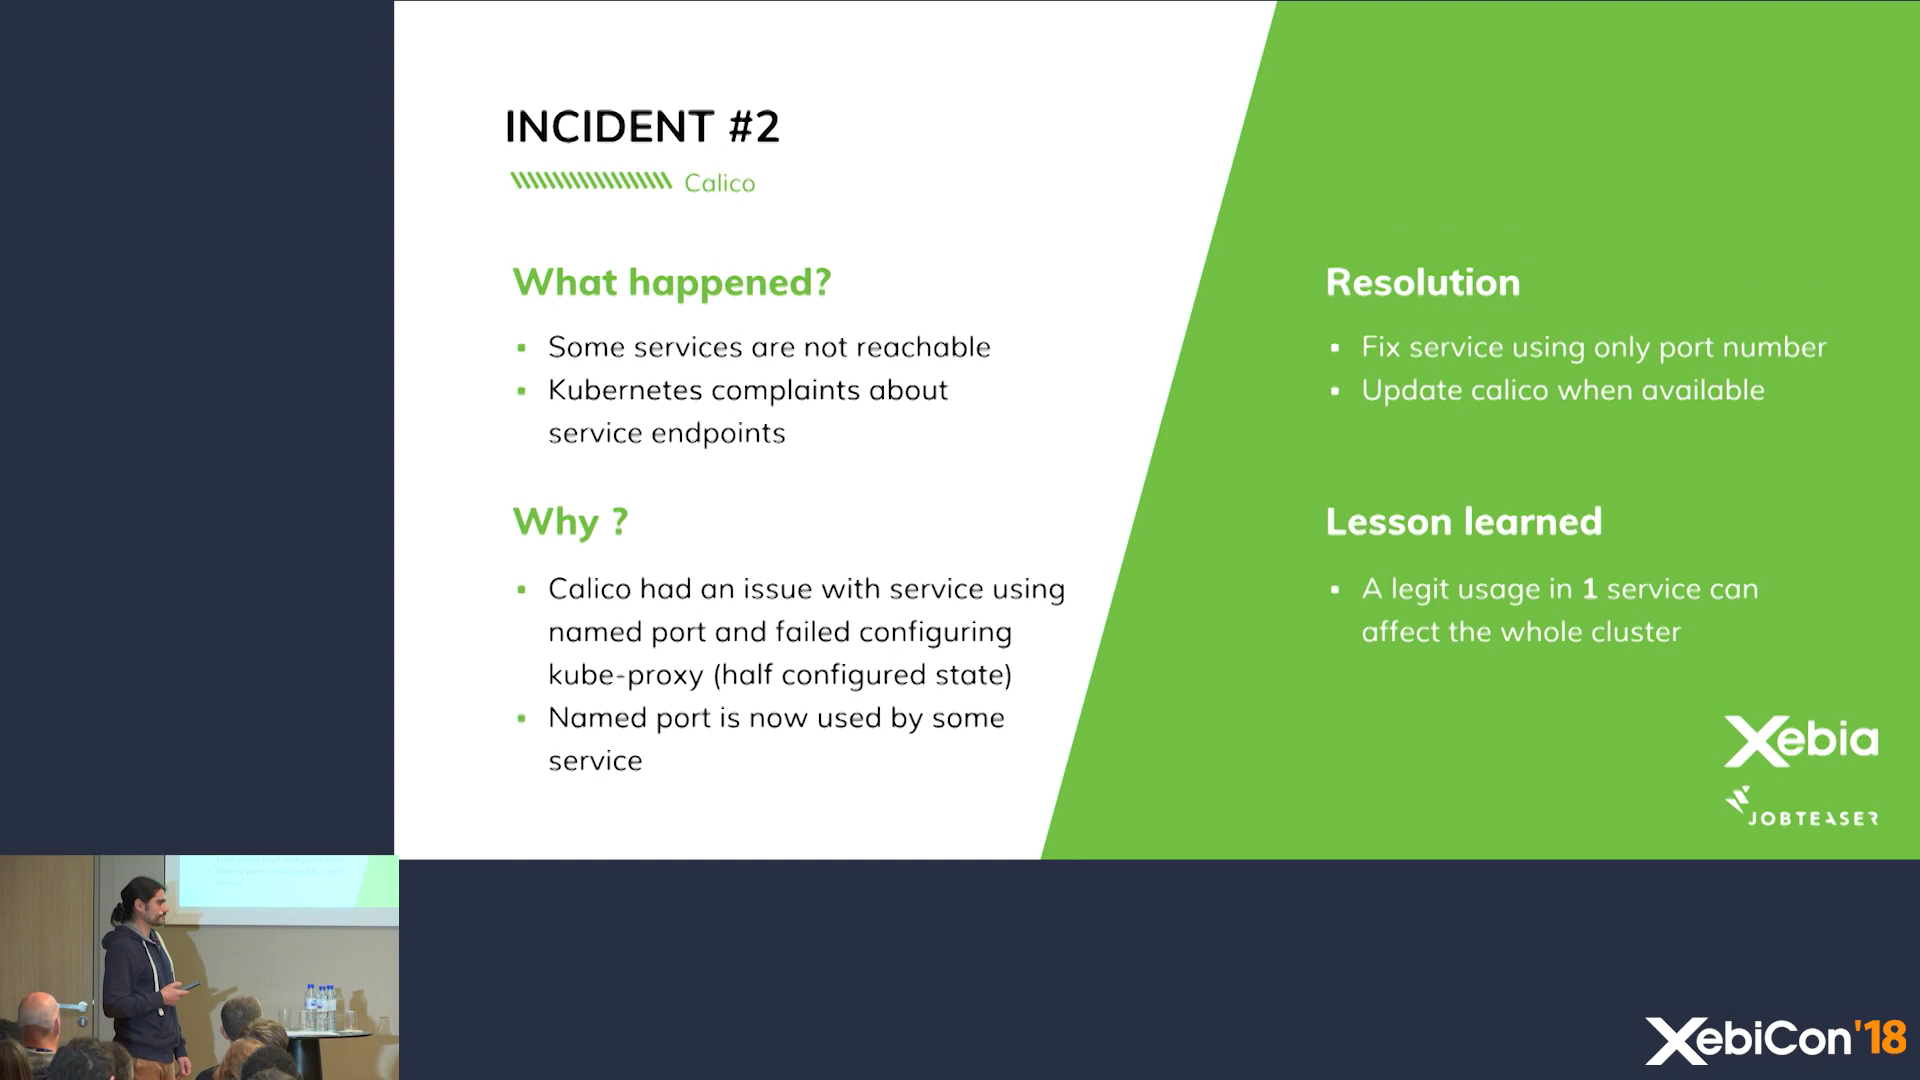 INCIDENT #2
Calico
What happened?
Some services are not reachable
Kubernetes complaints about
service endpoints
Why ?
Calico had an issue with service using
named port and failed configuring
kube-proxy (half configured state)
Named port is now used by some
service
Resolution
Fix service using only port number
Update calico when available
Lesson learned
A legit usage in 1 service can
affect the whole cluster
Xebia
JOBTEASER
XebiCon'18